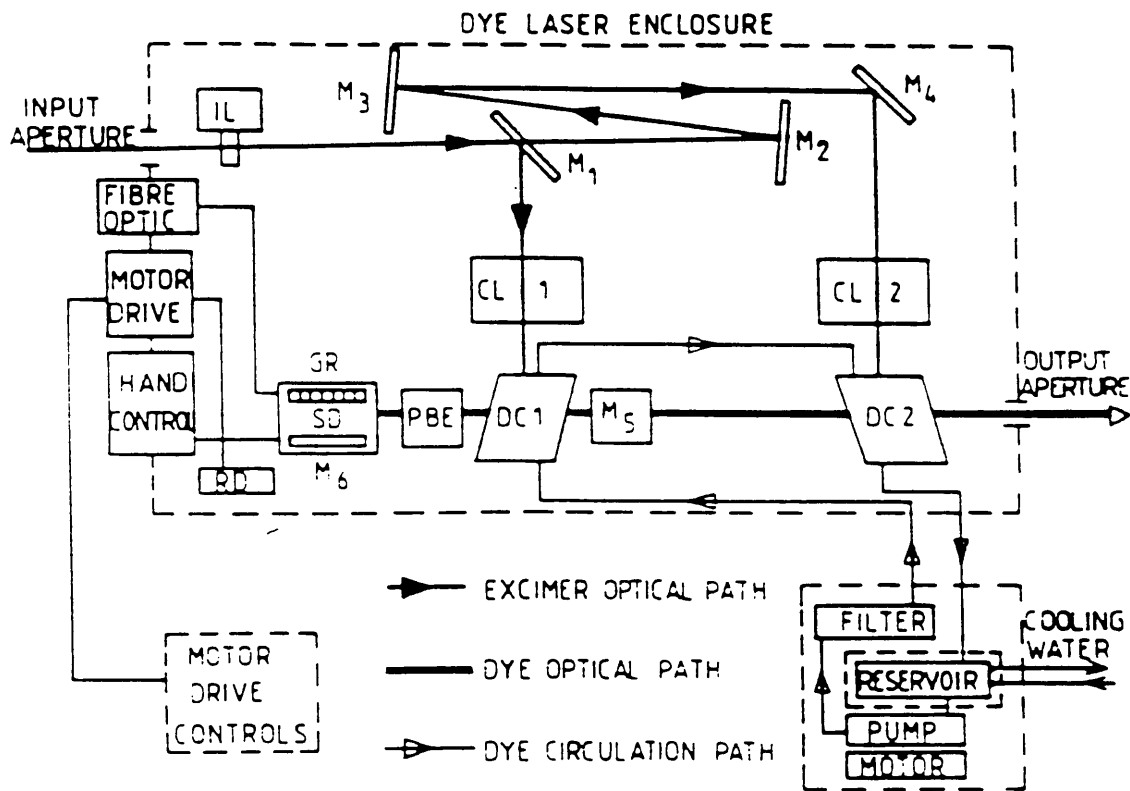 DYE LASER ENCLOSURE
INPUT
APERTURE
IL
M3
M4
M1
M2
FIBRE
OPTIC
MOTOR
DRIVE
HAND
CONTROL
CL 1
CL 2
GR
SD
M6
RD
PBE
DC1
M5
DC2
OUTPUT
APERTURE
EXCIMER OPTICAL PATH
DYE OPTICAL PATH
DYE CIRCULATION PATH
MOTOR
DRIVE
CONTROLS
FILTER
RESERVOIR
PUMP
MOTOR
COOLING
WATER